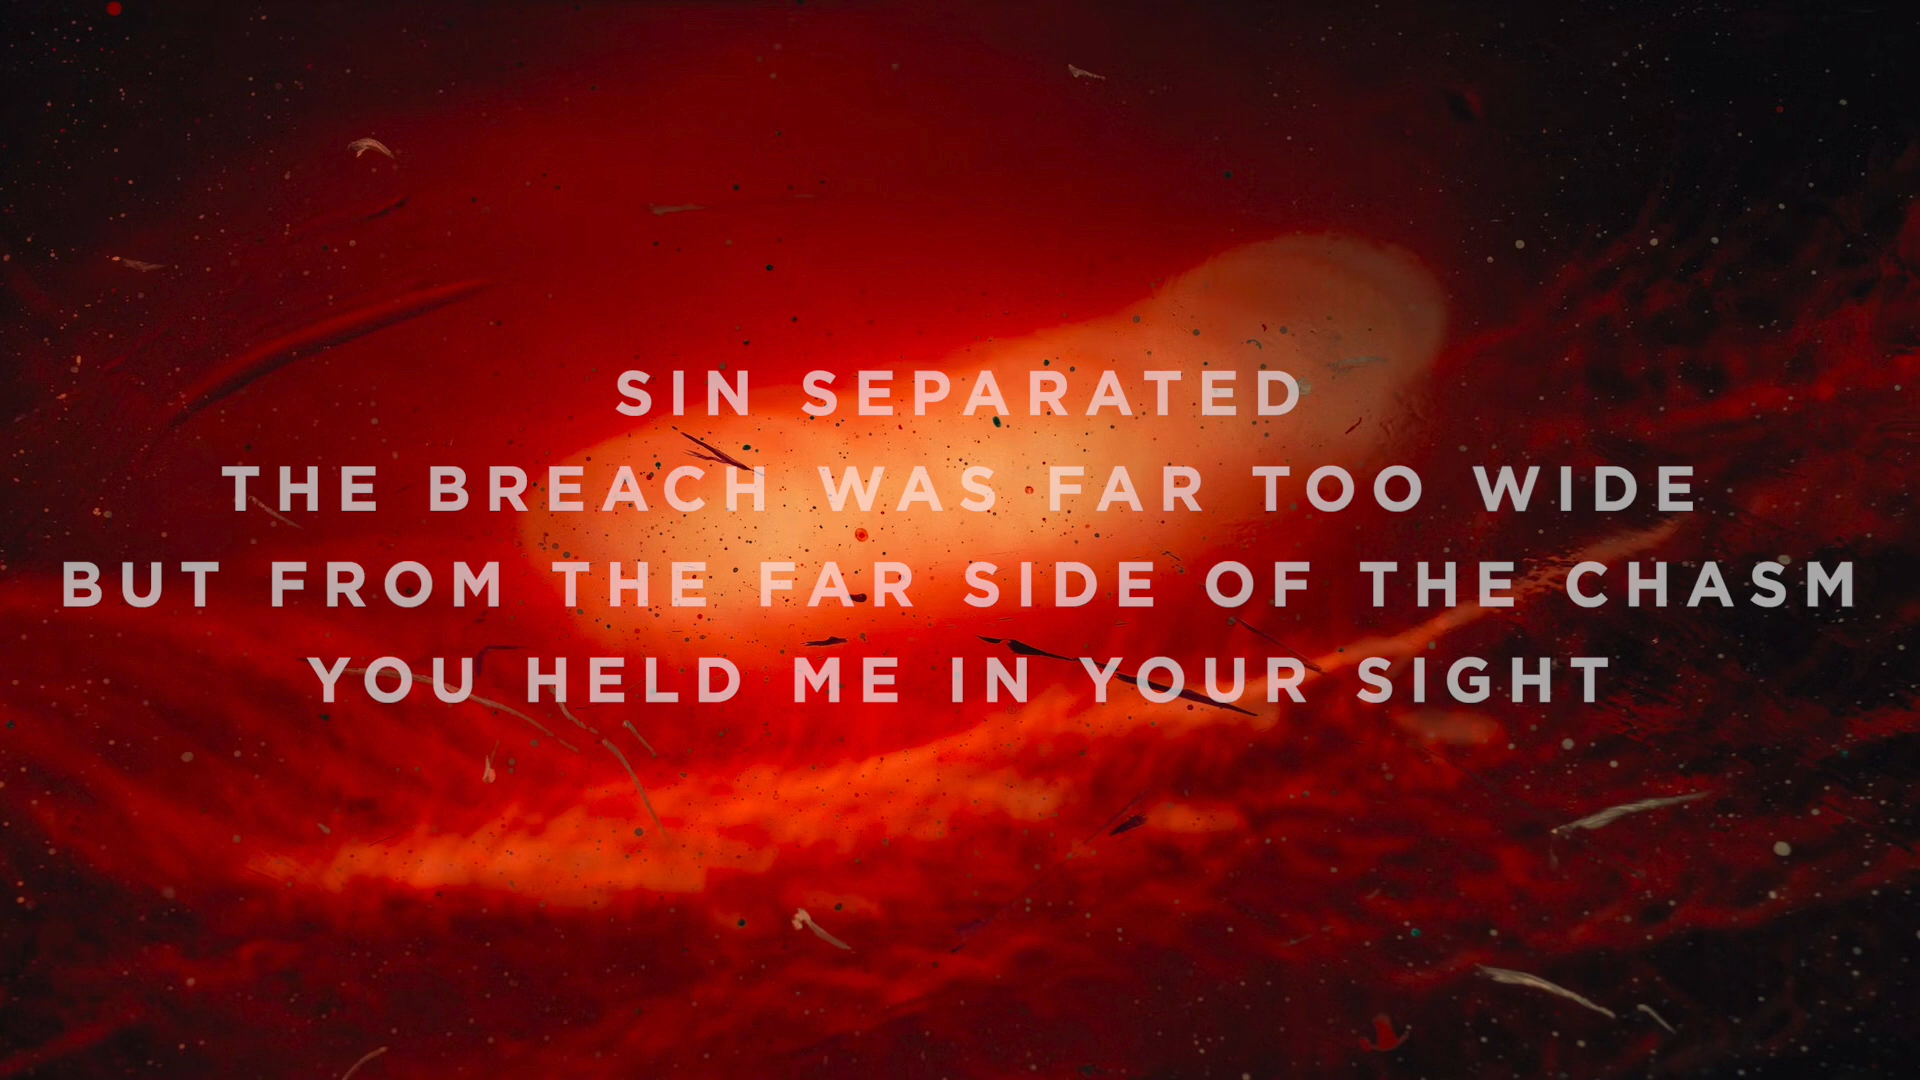 SIN SEPARATED
THE BREACH WAS FAR TOO WIDE
BUT FROM THE FAR SIDE OF THE CHASM
YOU HELD ME IN YOUR SIGHT